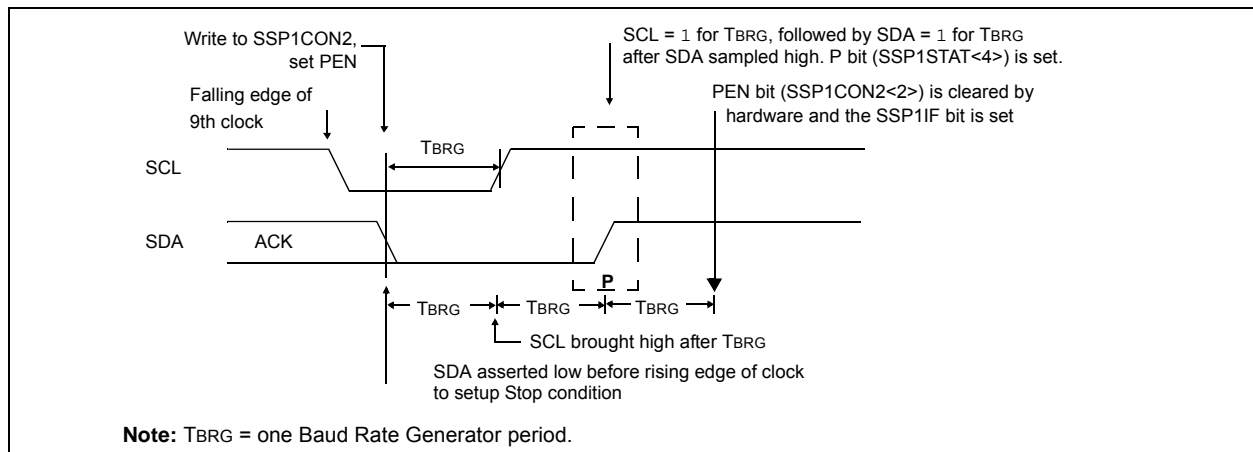 Write to SSP1CON2,
set PEN
SCL = 1 for TBRG, followed by SDA = 1 for TBRG
after SDA sampled high. P bit (SSP1STAT<4>) is set.
Falling edge of
9th clock
PEN bit (SSP1CON2<2>) is cleared by
hardware and the SSP1IF bit is set
TBRG
SCL
SDA
ACK
P
TBRG
TBRG
TBRG
SCL brought high after TBRG
SDA asserted low before rising edge of clock
to setup Stop condition
Note: TBRG = one Baud Rate Generator period.